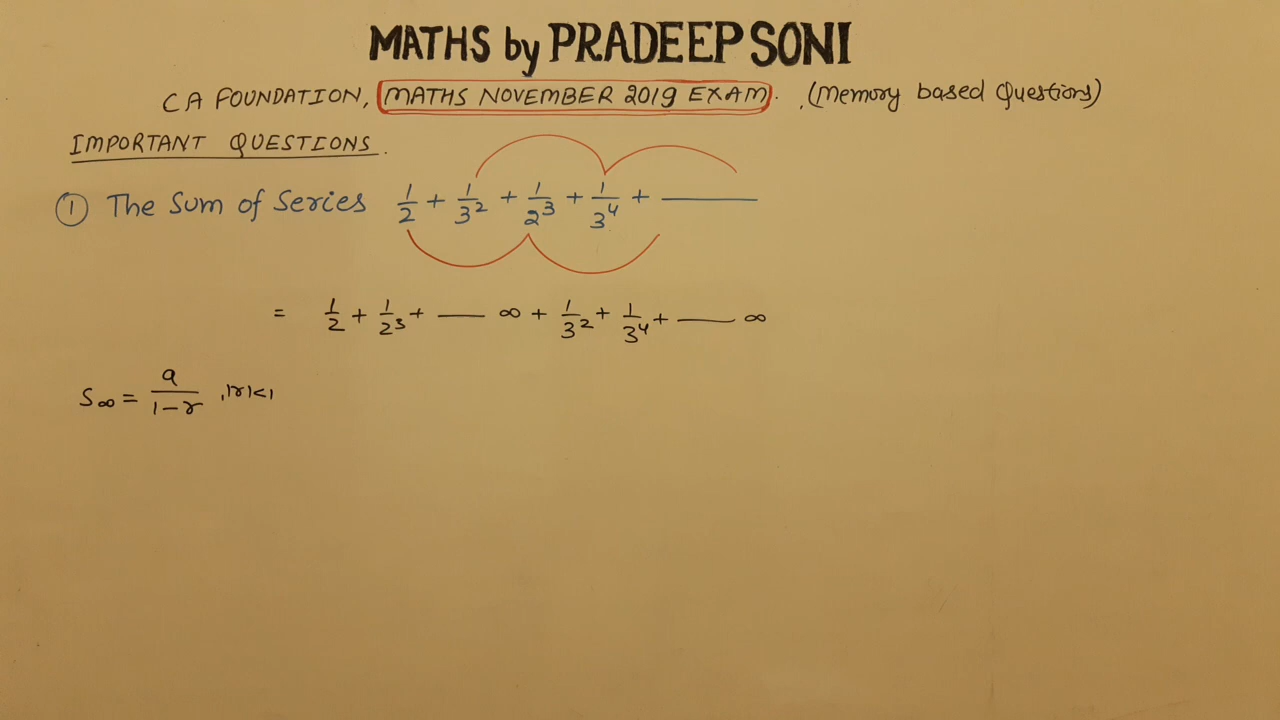 MATHS by PRADEEP SONI
CA FOUNDATION, MATHS NOVEMBER 2019 EXAM. (Memory based Questions)
IMPORTANT QUESTIONS.
① The Sum of Series 1/2 + 1/3² + 1/2³ + 1/3⁴ + ———
= 1/2 + 1/2³ + —— ∞ + 1/3² + 1/3⁴ + —— ∞
S∞ = a/(1-r), |r|<1